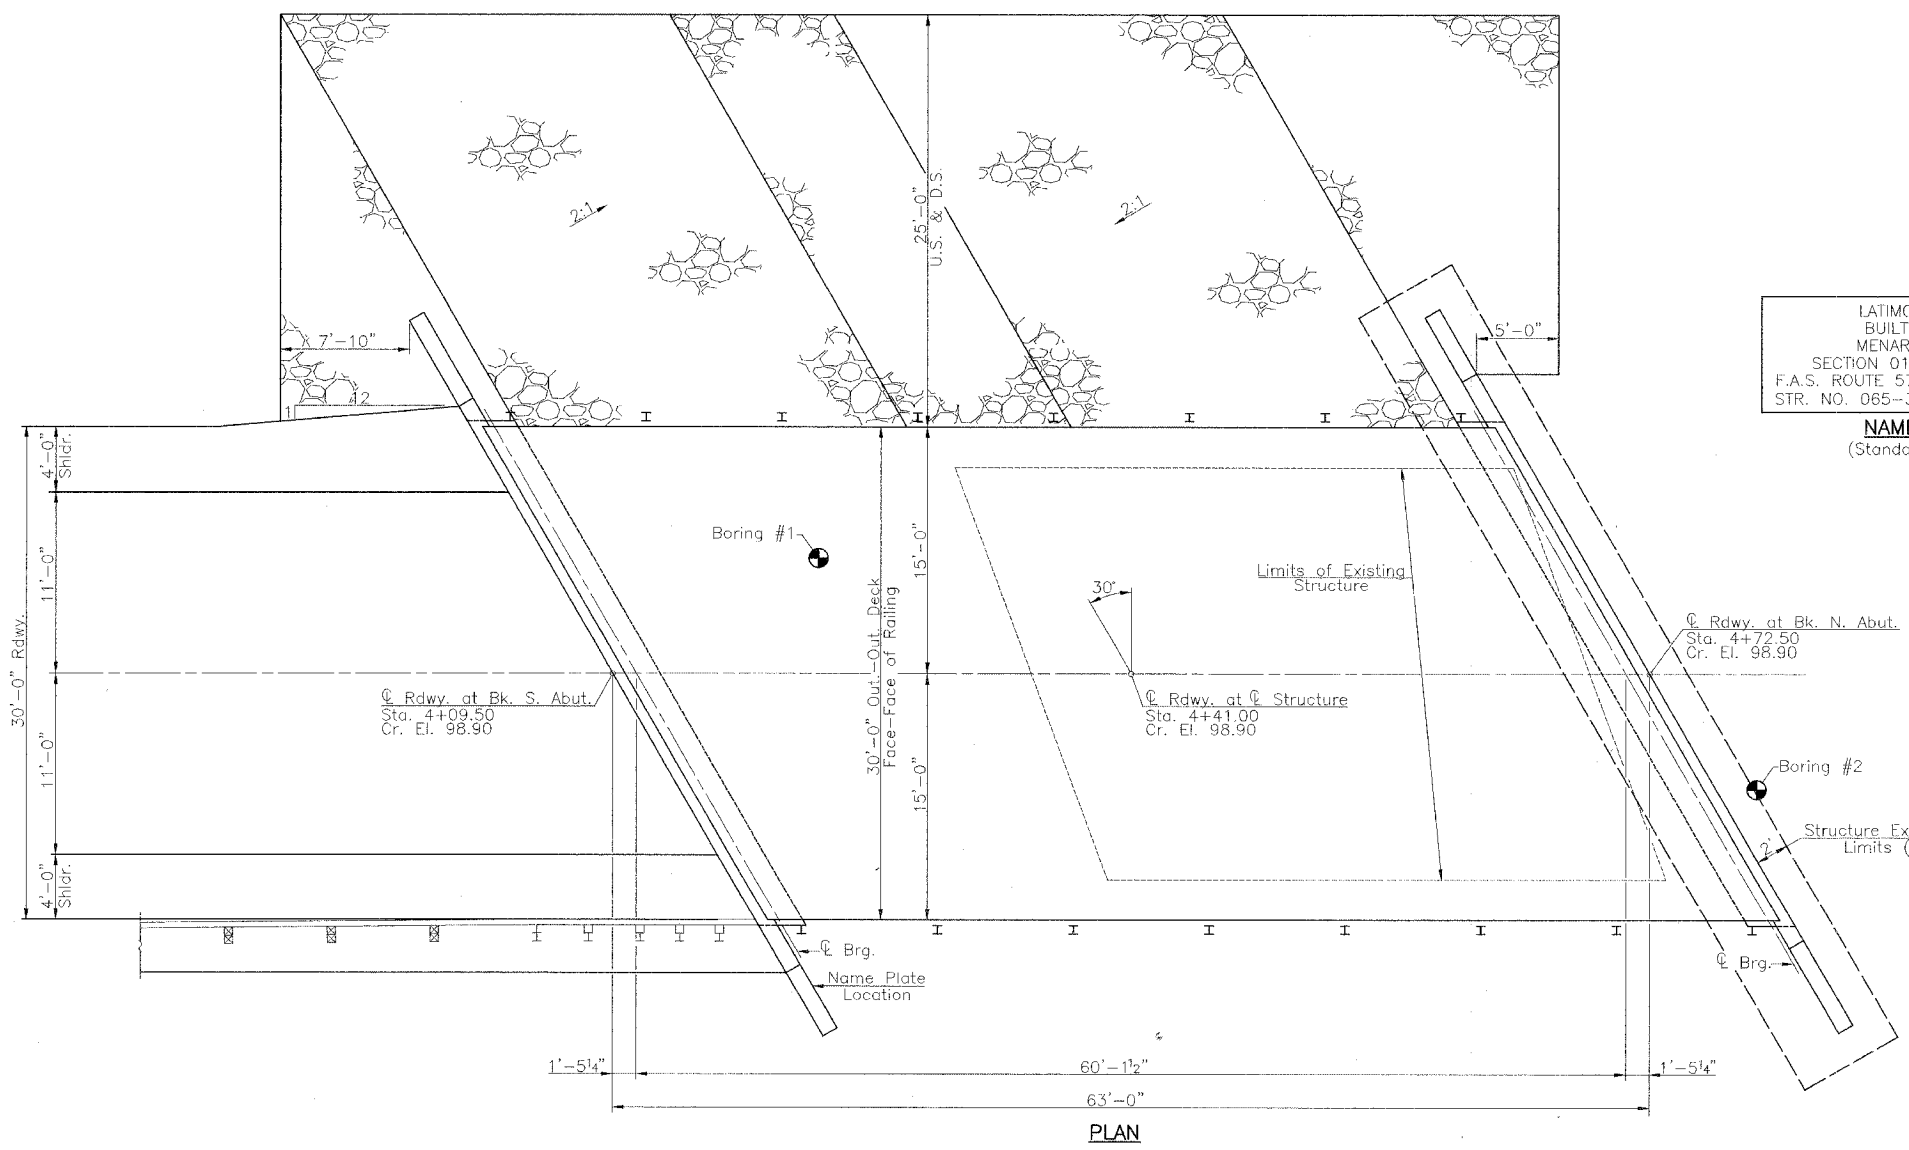 25'-0"
U.S. & D.S.
2:1
2:1
7'-10"
5'-0"
12
1
BUILT
SECTION 01
F.A.S. ROUTE 57
STR. NO. 065-3
4'-0"
Shldr.
11'-0"
30'-0" Rdwy.
11'-0"
4'-0"
Shldr.
Boring #1
15'-0"
30'-0" Out.-Out. Deck
Face-Face of Railing
15'-0"
30°
Limits of Existing
Structure
℄ Rdwy. at Bk. S. Abut.
Sta. 4+09.50
Cr. El. 98.90
℄ Rdwy. at ℄ Structure
Sta. 4+41.00
Cr. El. 98.90
℄ Rdwy. at Bk. N. Abut.
Sta. 4+72.50
Cr. El. 98.90
Boring #2
Structure Ex
Limits (
2'
℄ Brg.
Name Plate
Location
℄ Brg.
1'-5¼"
60'-1½"
1'-5¼"
63'-0"
PLAN